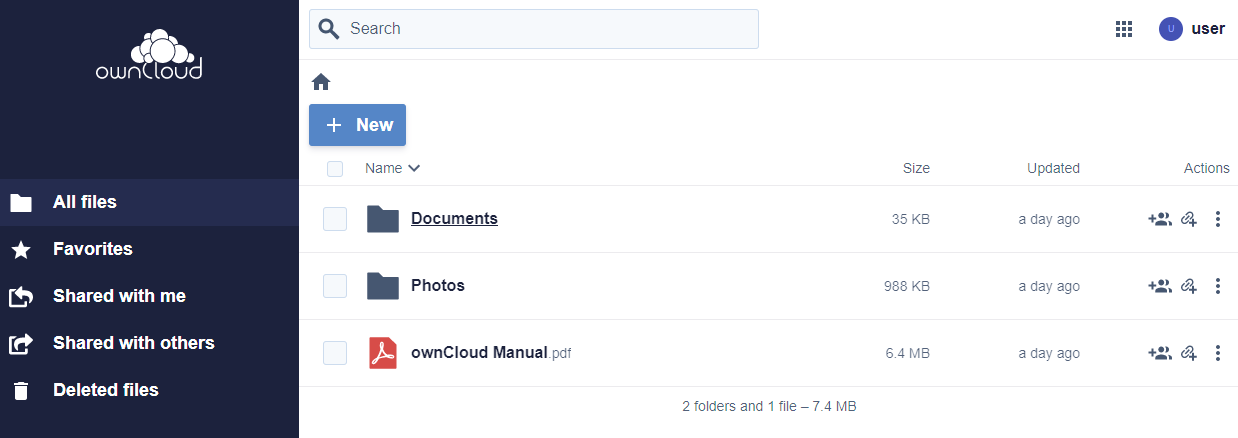 ownCloud
Search
U user
+ New
Name Size Updated Actions
All files
Documents 35 KB a day ago
Favorites
Photos 988 KB a day ago
Shared with me
Shared with others
ownCloud Manual.pdf 6.4 MB a day ago
Deleted files
2 folders and 1 file – 7.4 MB